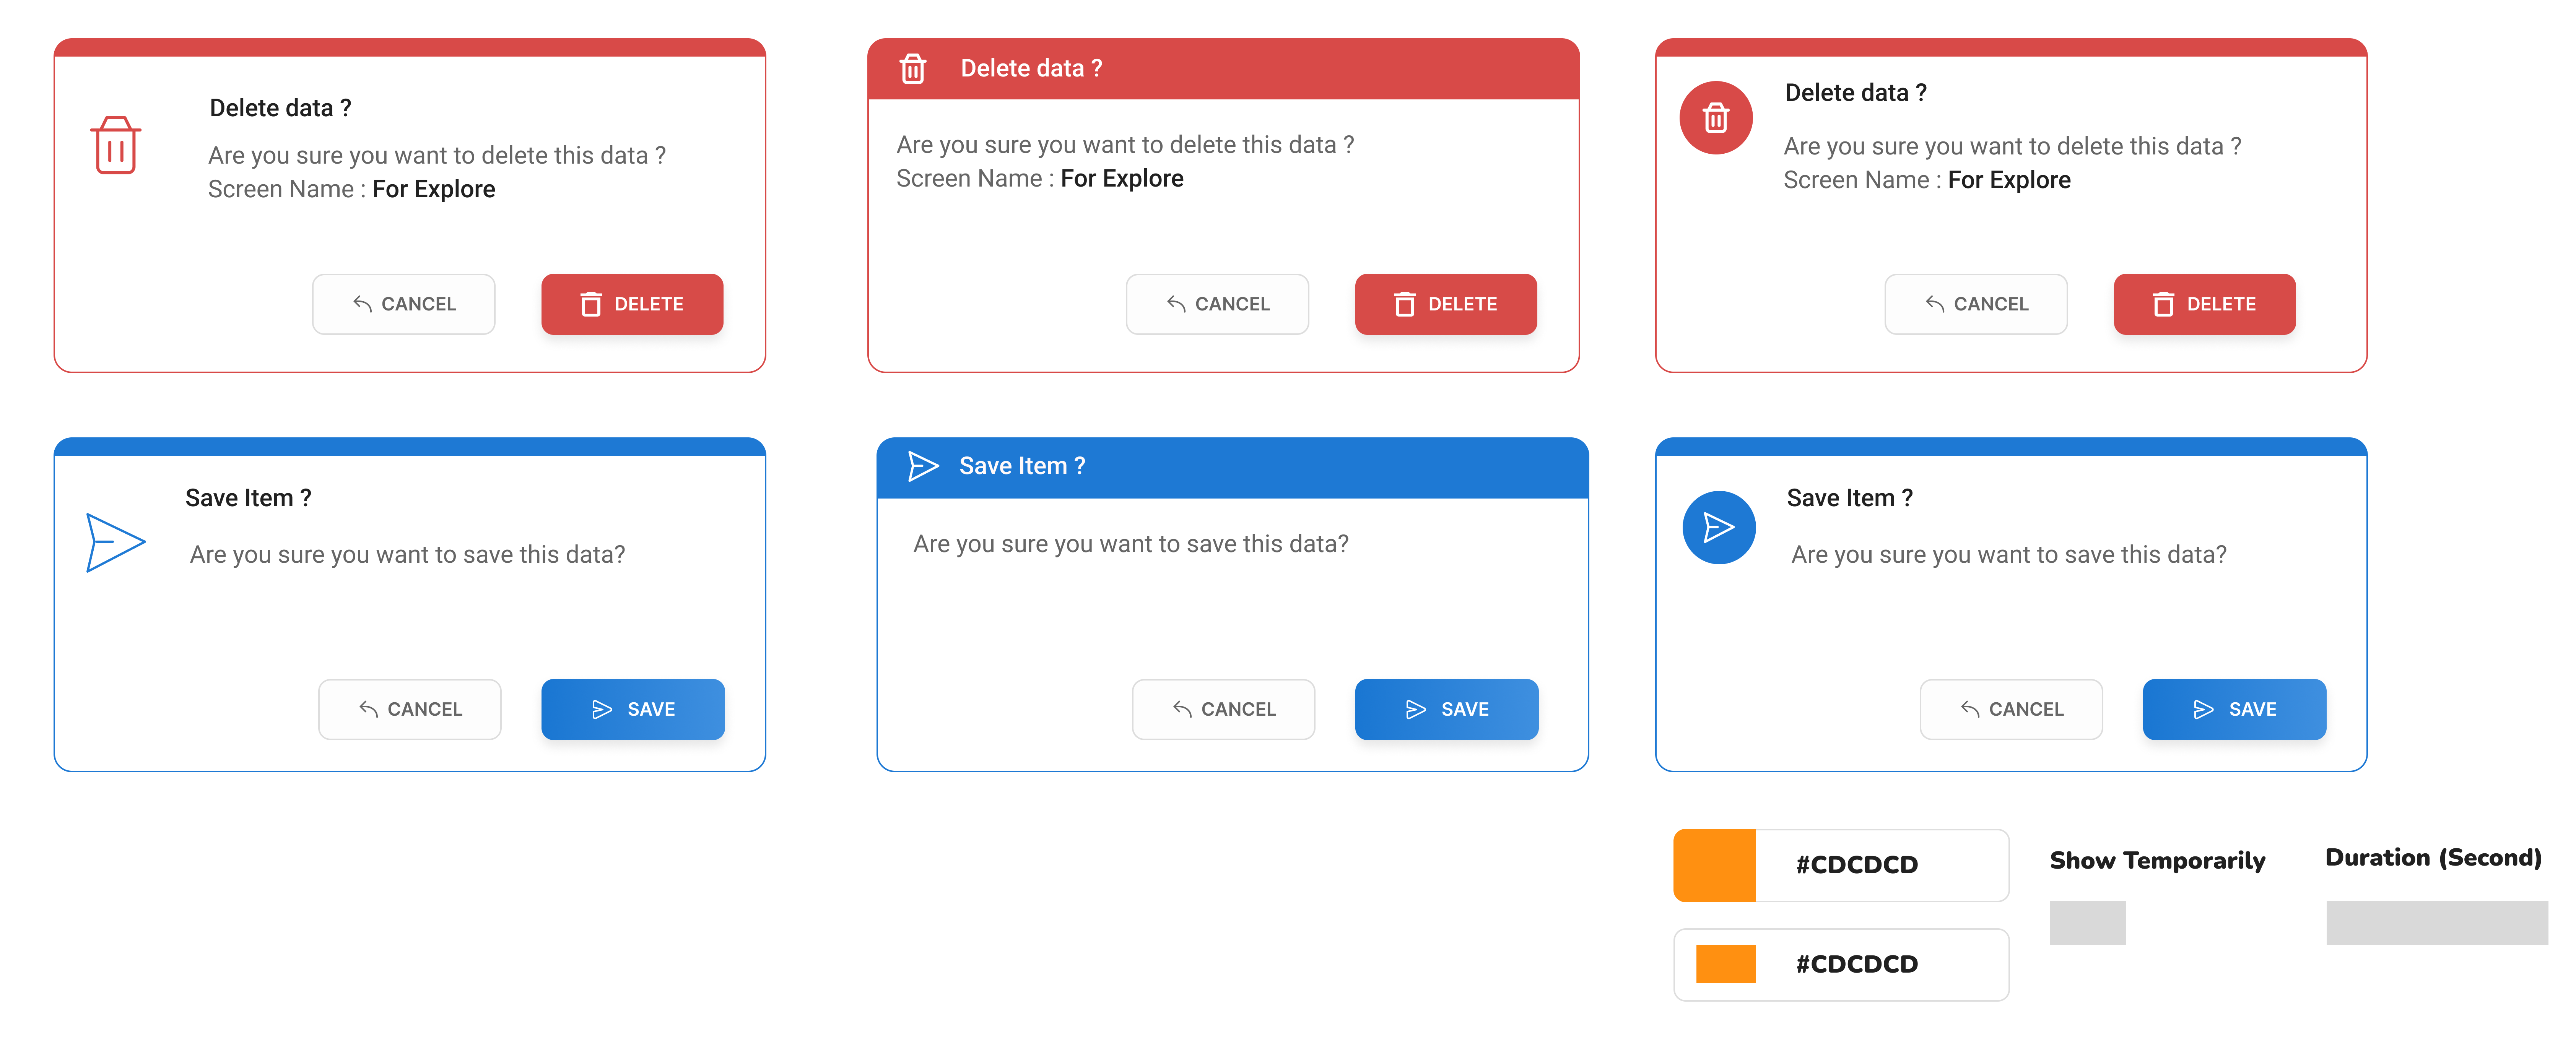 Delete data ?
Are you sure you want to delete this data ?
Screen Name : For Explore
CANCEL
DELETE
Delete data ?
Are you sure you want to delete this data ?
Screen Name : For Explore
CANCEL
DELETE
Delete data ?
Are you sure you want to delete this data ?
Screen Name : For Explore
CANCEL
DELETE
Save Item ?
Are you sure you want to save this data?
CANCEL
SAVE
Save Item ?
Are you sure you want to save this data?
CANCEL
SAVE
Save Item ?
Are you sure you want to save this data?
CANCEL
SAVE
#CDCDCD
Show Temporarily
Duration (Second)
#CDCDCD